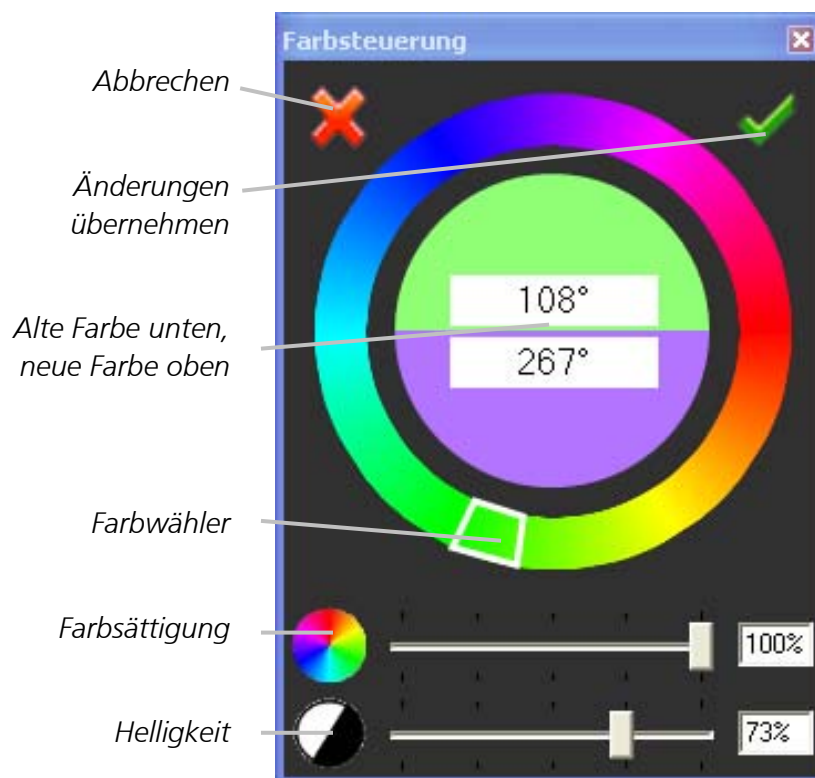 Farbsteuerung
Abbrechen
Änderungen
übernehmen
108°
Alte Farbe unten,
neue Farbe oben
267°
Farbwähler
Farbsättigung
100%
Helligkeit
73%